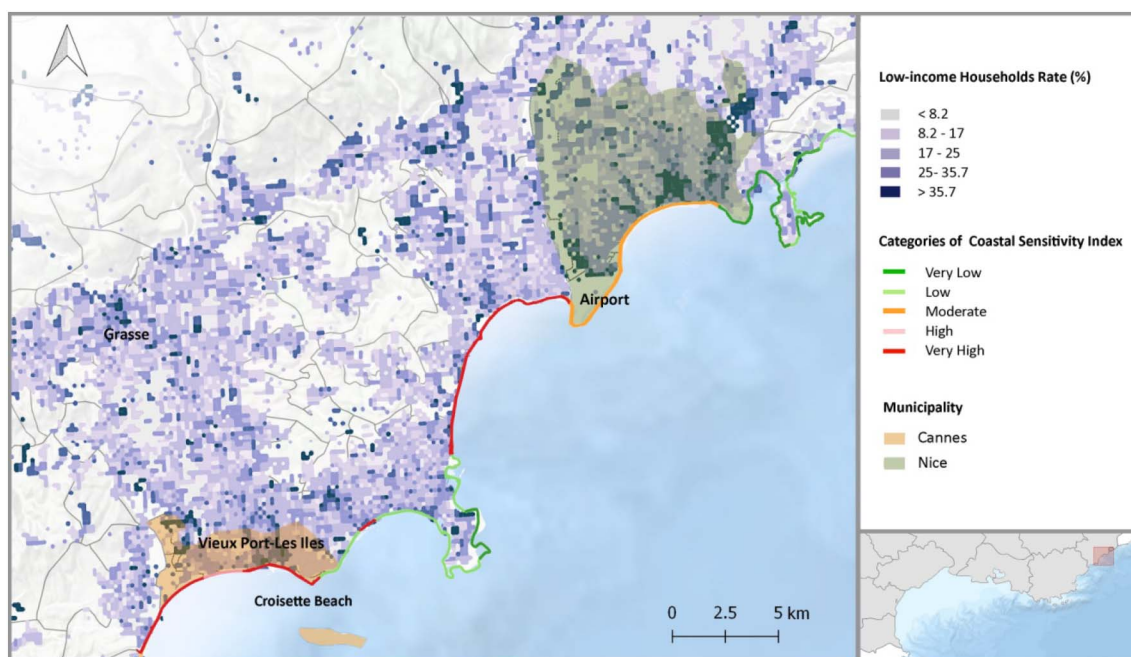 Airport
Grasse
Vieux Port-Les Iles
Croisette Beach
0 2.5 5 km
Low-income Households Rate (%)
< 8.2
8.2 - 17
17 - 25
25- 35.7
> 35.7
Categories of Coastal Sensitivity Index
Very Low
Low
Moderate
High
Very High
Municipality
Cannes
Nice